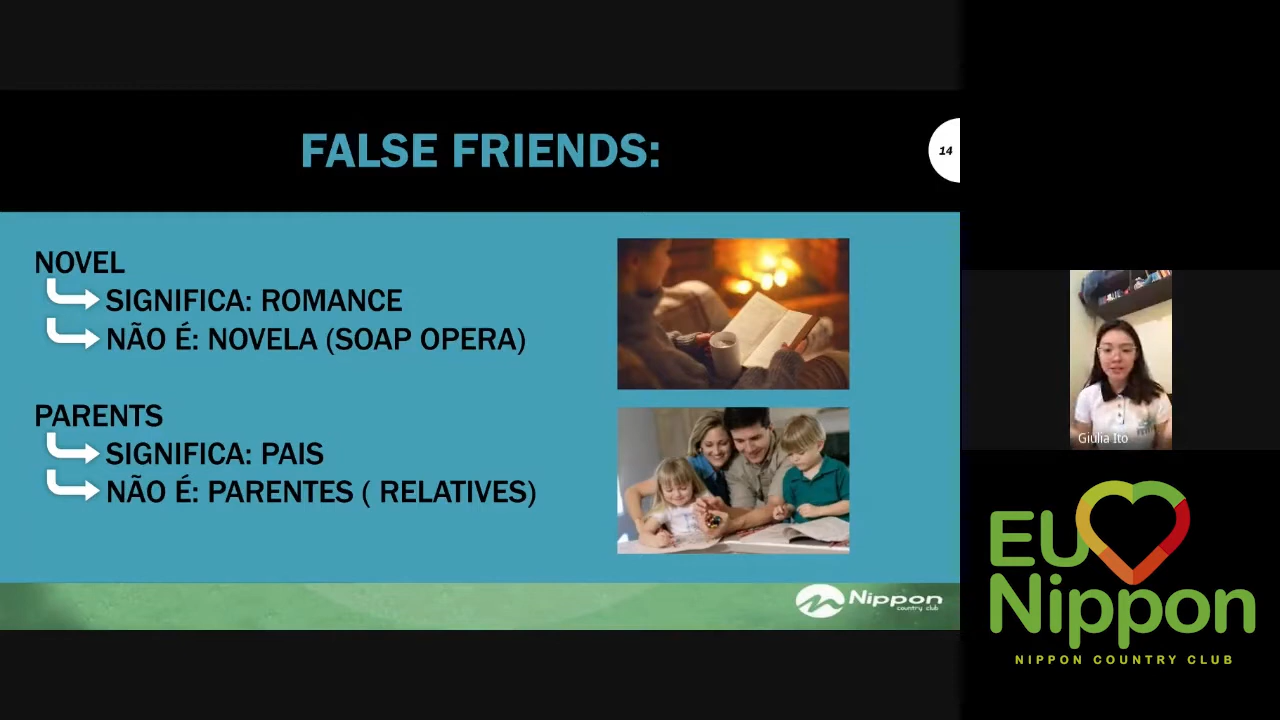 FALSE FRIENDS:
14
NOVEL
SIGNIFICA: ROMANCE
NÃO É: NOVELA (SOAP OPERA)
PARENTS
SIGNIFICA: PAIS
NÃO É: PARENTES ( RELATIVES)
Nippon
country club
Giulia Ito
EU
Nippon
NIPPON COUNTRY CLUB